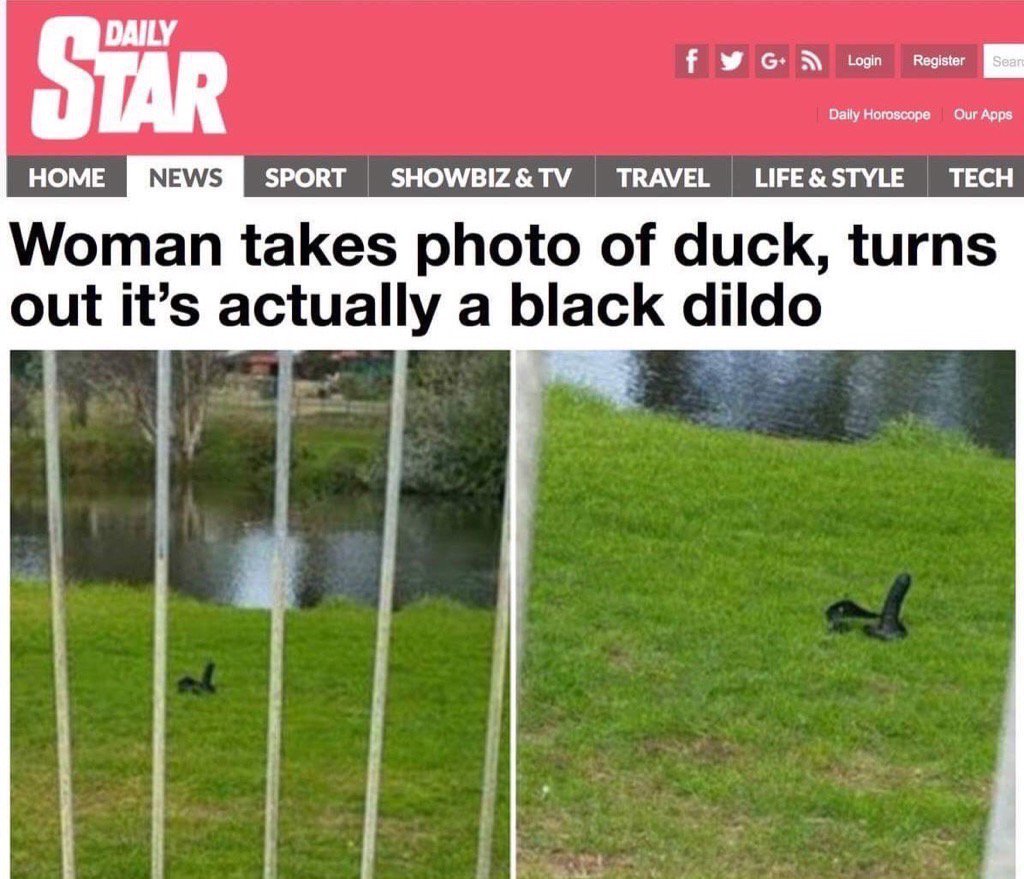 DAILY
STAR
f
G+
Login
Register
Daily Horoscope
Our Apps
HOME NEWS SPORT SHOWBIZ & TV TRAVEL LIFE & STYLE TECH
Woman takes photo of duck, turns
out it's actually a black dildo